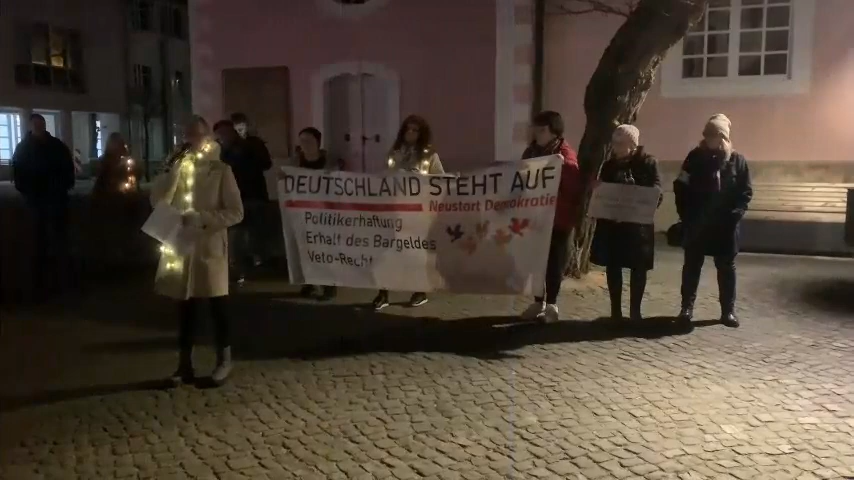 DEUTSCHLAND STEHT AUF
Neustart Demokratie
Politikerhaftung
Erhalt des Bargeldes
Veto-Recht